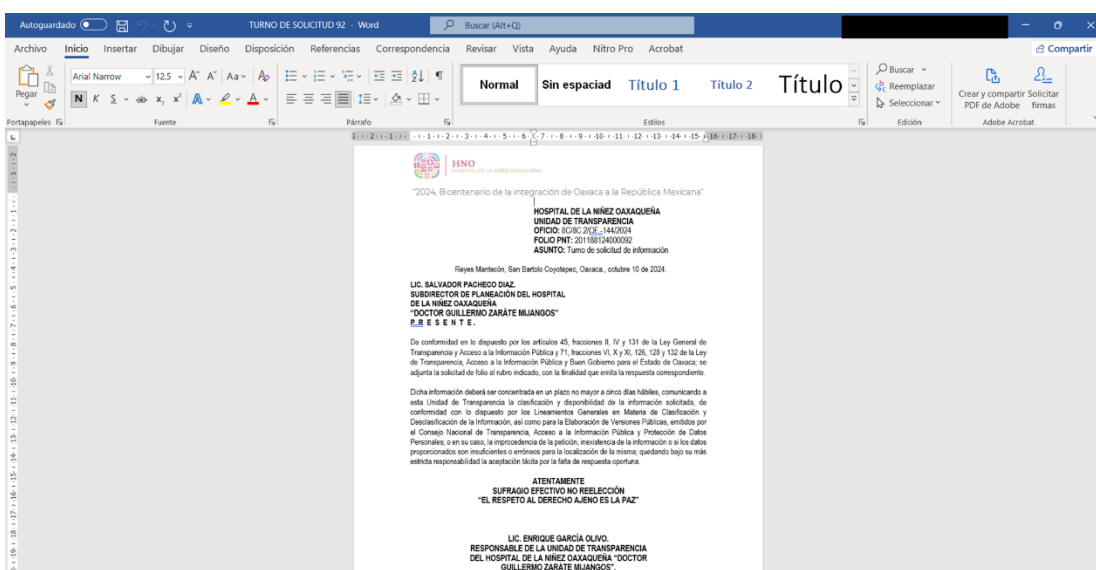 Autoguardado
TURNO DE SOLICITUD 92 - Word
Buscar (Alt+Q)
Archivo Inicio Insertar Dibujar Diseño Disposición Referencias Correspondencia Revisar Vista Ayuda Nitro Pro Acrobat
Compartir
Pegar
Arial Narrow 12.5
Normal
Sin espaciad
Título 1
Título 2
Título
Buscar
Reemplazar
Seleccionar
Crear y compartir PDF de Adobe
Solicitar firmas
Portapapeles Fuente Párrafo Estilos Edición Adobe Acrobat
HNO
HOSPITAL DE LA NIÑEZ OAXAQUEÑA
"2024, Bicentenario de la integración de Oaxaca a la República Mexicana"
HOSPITAL DE LA NIÑEZ OAXAQUEÑA
UNIDAD DE TRANSPARENCIA
OFICIO: 8C/8C.2/OF.-144/2024
FOLIO PNT: 201188124000092
ASUNTO: Turno de solicitud de información
Reyes Mantecón, San Bartolo Coyotepec, Oaxaca., octubre 10 de 2024.
LIC. SALVADOR PACHECO DIAZ.
SUBDIRECTOR DE PLANEACIÓN DEL HOSPITAL
DE LA NIÑEZ OAXAQUEÑA
"DOCTOR GUILLERMO ZARÁTE MIJANGOS"
P R E S E N T E .
De conformidad en lo dispuesto por los artículos 45, fracciones II, IV y 131 de la Ley General de
Transparencia y Acceso a la Información Pública y 71, fracciones VI, X y XI, 126, 128 y 132 de la Ley
de Transparencia, Acceso a la Información Pública y Buen Gobierno para el Estado de Oaxaca; se
adjunta la solicitud de folio al rubro indicado, con la finalidad que emita la respuesta correspondiente.
Dicha información deberá ser concentrada en un plazo no mayor a cinco días hábiles, comunicando a
esta Unidad de Transparencia la clasificación y disponibilidad de la información solicitada, de
conformidad con lo dispuesto por los Lineamientos Generales en Materia de Clasificación y
Desclasificación de la Información, así como para la Elaboración de Versiones Públicas, emitidos por
el Consejo Nacional de Transparencia, Acceso a la Información Pública y Protección de Datos
Personales; o en su caso, la improcedencia de la petición, inexistencia de la información o si los datos
proporcionados son insuficientes o erróneos para la localización de la misma; quedando bajo su más
estricta responsabilidad la aceptación tácita por la falta de respuesta oportuna.
ATENTAMENTE
SUFRAGIO EFECTIVO NO REELECCIÓN
"EL RESPETO AL DERECHO AJENO ES LA PAZ"
LIC. ENRIQUE GARCÍA OLIVO.
RESPONSABLE DE LA UNIDAD DE TRANSPARENCIA
DEL HOSPITAL DE LA NIÑEZ OAXAQUEÑA "DOCTOR
GUILLERMO ZARATE MIJANGOS".